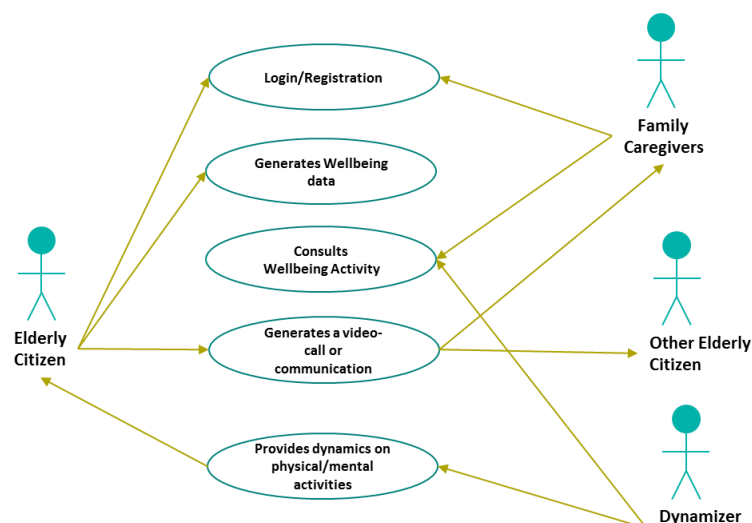 Login/Registration
Family
Caregivers
Generates Wellbeing
data
Consults
Wellbeing Activity
Elderly
Citizen
Generates a video-
call or
communication
Other Elderly
Citizen
Provides dynamics on
physical/mental
activities
Dynamizer